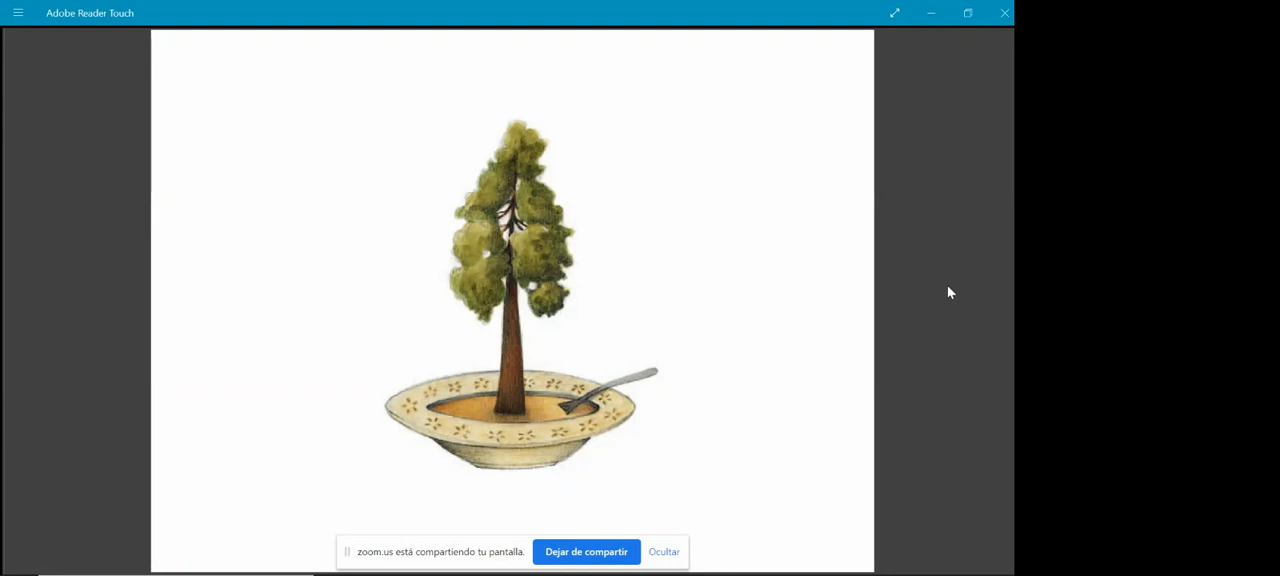 Adobe Reader Touch
zoom.us está compartiendo tu pantalla. Dejar de compartir Ocultar